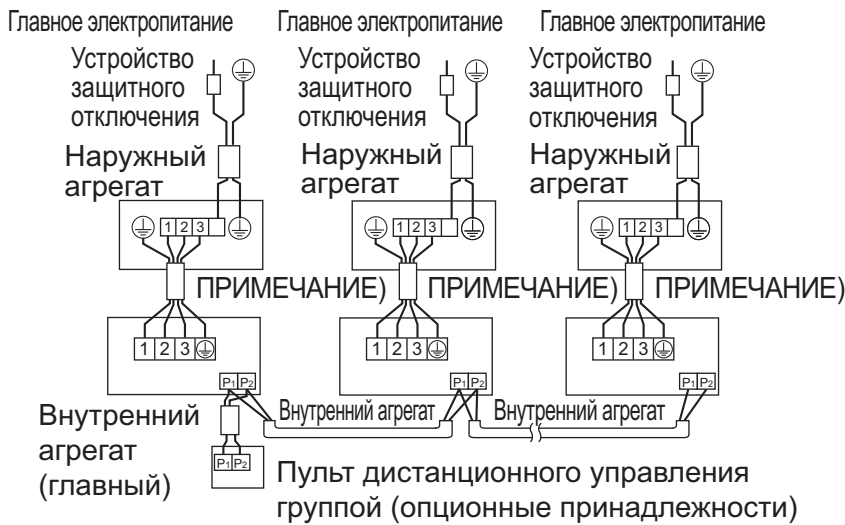 Главное электропитание Главное электропитание Главное электропитание
Устройство защитного отключения
Устройство защитного отключения
Устройство защитного отключения
Наружный агрегат
Наружный агрегат
Наружный агрегат
1 2 3
1 2 3
1 2 3
ПРИМЕЧАНИЕ) ПРИМЕЧАНИЕ) ПРИМЕЧАНИЕ)
1 2 3
1 2 3
1 2 3
P1 P2
P1 P2
P1 P2
Внутренний агрегат (главный)
Внутренний агрегат
Внутренний агрегат
P1 P2
Пульт дистанционного управления
группой (опционные принадлежности)